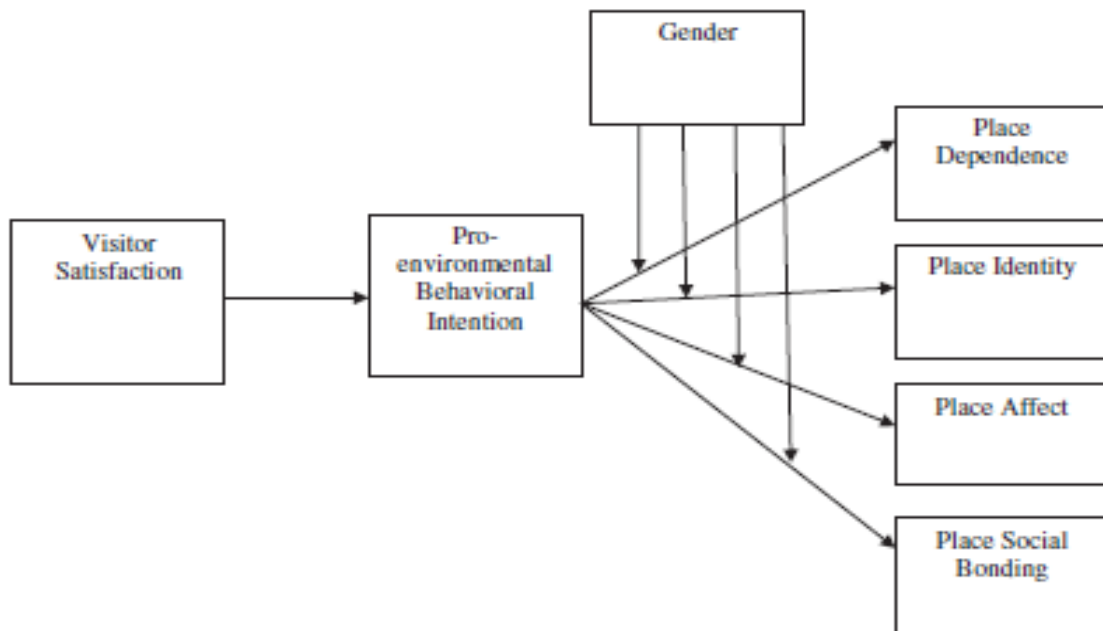 Gender
Place
Dependence
Visitor
Satisfaction
Pro-
environmental
Behavioral
Intention
Place Identity
Place Affect
Place Social
Bonding